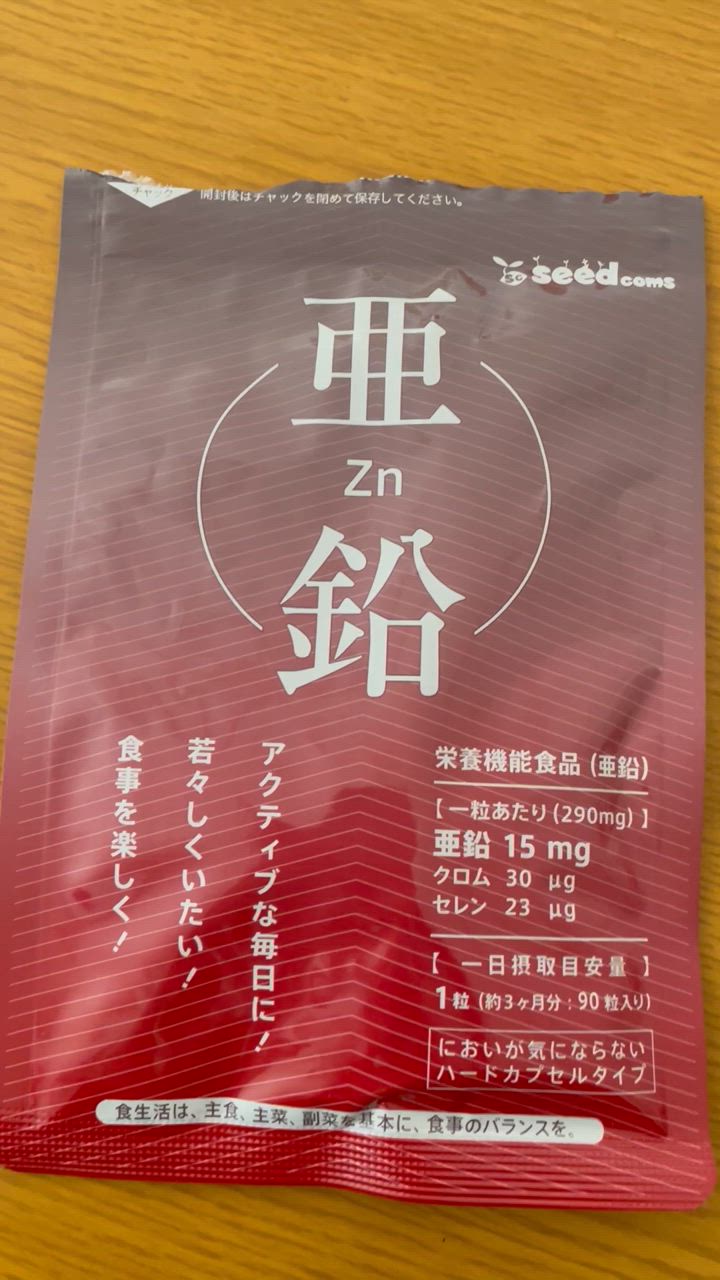 チャック
開封後はチャックを閉めて保存してください。
SC seedcoms
亜
Zn
鉛
アクティブな毎日に!
若々しくいたい!
食事を楽しく!
栄養機能食品 (亜鉛)
【一粒あたり(290mg)】
亜鉛 15 mg
クロム 30 μg
セレン 23 μg
【 一日摂取目安量 】
1粒 (約3ヶ月分:90粒入り)
においが気にならない
ハードカプセルタイプ
食生活は、主食、主菜、副菜を基本に、食事のバランスを。